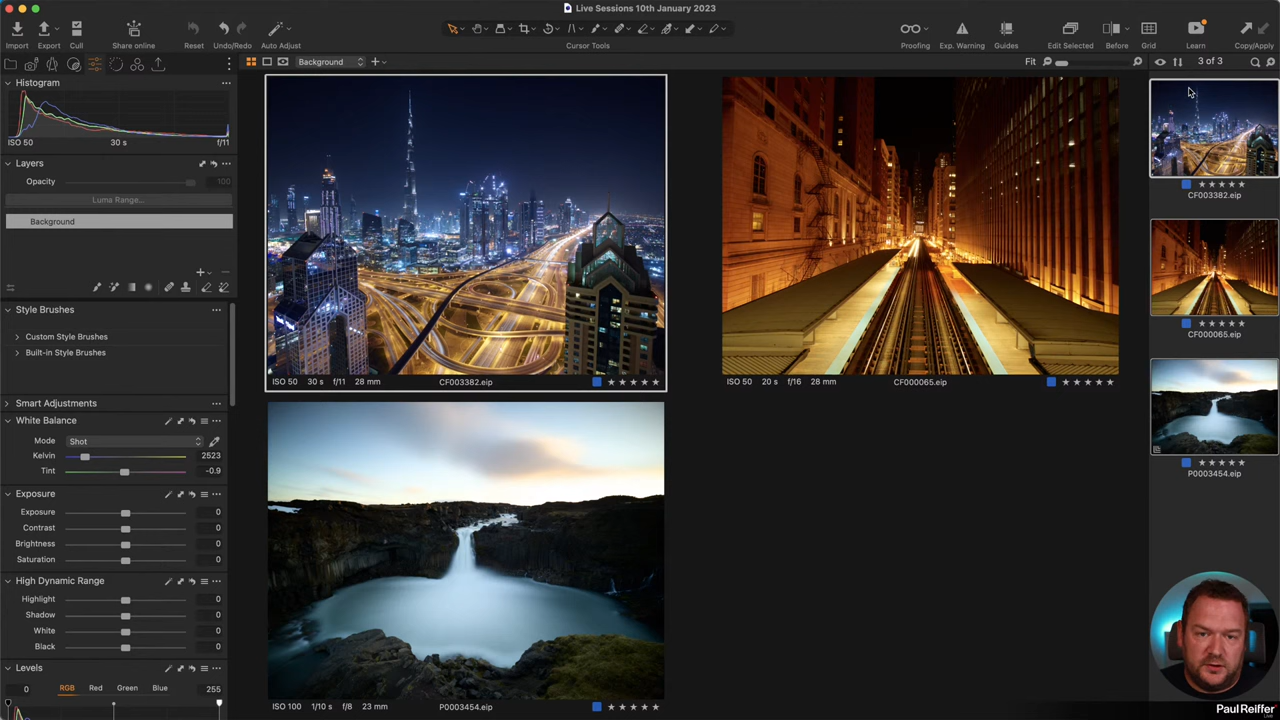 Live Sessions 10th January 2023
Import Export Cull Share online Reset Undo/Redo Auto Adjust Cursor Tools Proofing Exp. Warning Guides Edit Selected Before Grid Learn Copy/Apply
Background Fit 3 of 3
Histogram
ISO 50 30 s f/11
Layers
Opacity 100
Luma Range...
Background
Style Brushes
Custom Style Brushes
Built-in Style Brushes
Smart Adjustments
White Balance
Mode Shot
Kelvin 2523
Tint -0.9
Exposure
Exposure 0
Contrast 0
Brightness 0
Saturation 0
High Dynamic Range
Highlight 0
Shadow 0
White 0
Black 0
Levels
0 RGB Red Green Blue 255
ISO 50 30 s f/11 28 mm CF003382.eip
ISO 50 20 s f/16 28 mm CF000065.eip
ISO 100 1/10 s f/8 23 mm P0003454.eip
CF003382.eip
CF000065.eip
P0003454.eip
PaulReiffer
Live